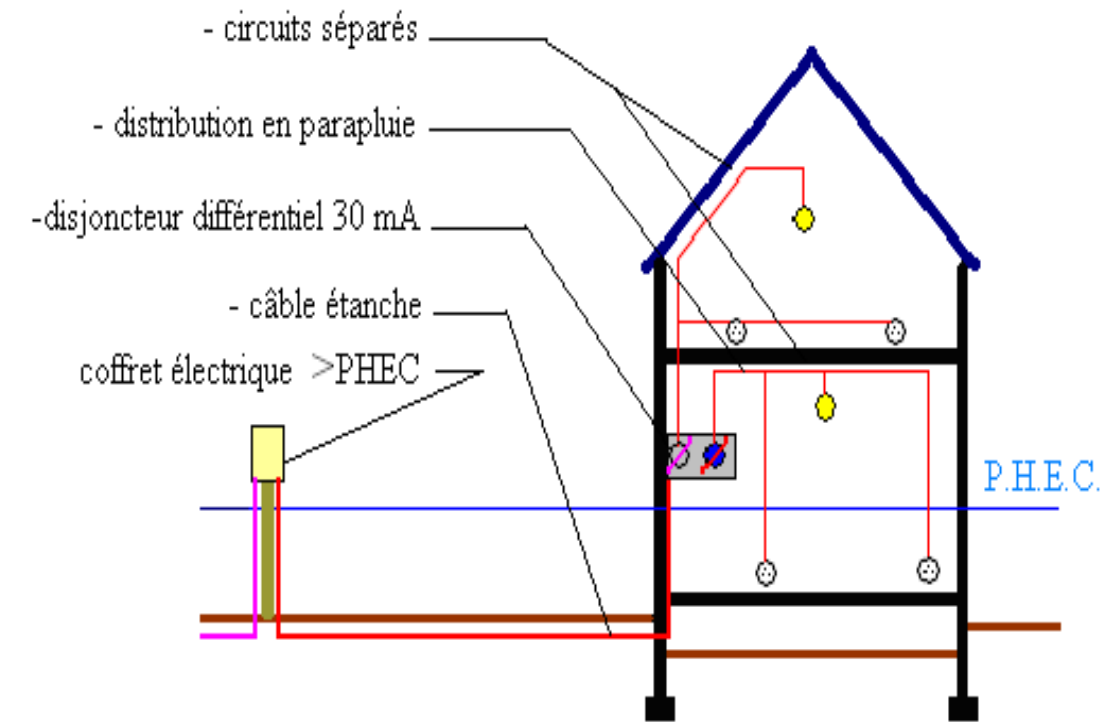 - circuits séparés
- distribution en parapluie
-disjoncteur différentiel 30 mA
- câble étanche
coffret électrique >PHEC
P.H.E.C.